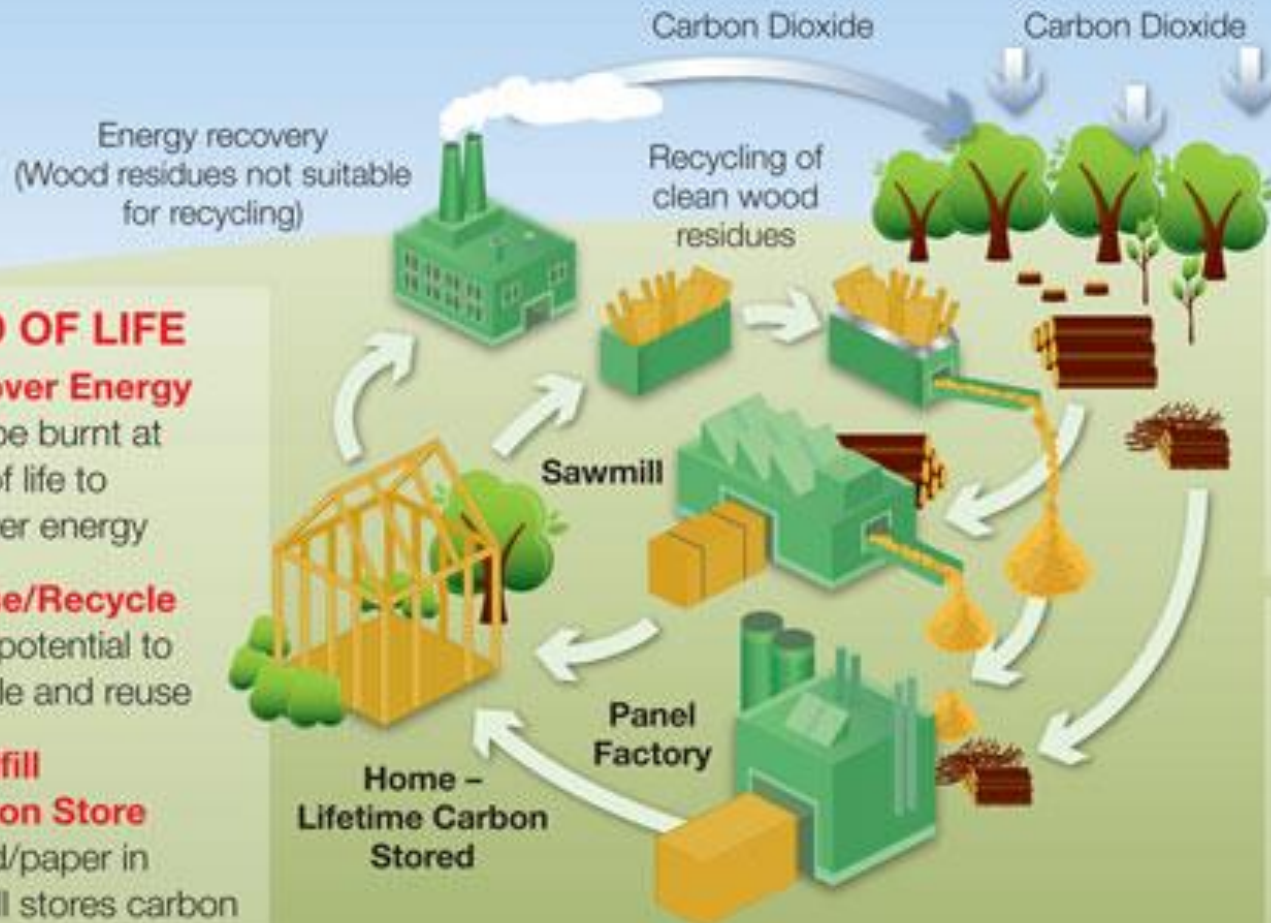 Carbon Dioxide
Carbon Dioxide
Energy recovery
(Wood residues not suitable
for recycling)
Recycling of
clean wood
residues
OF LIFE
over Energy
be burnt at
of life to
er energy
e/Recycle
potential to
le and reuse
fill
on Store
d/paper in
ll stores carbon
Sawmill
Panel
Factory
Home –
Lifetime Carbon
Stored